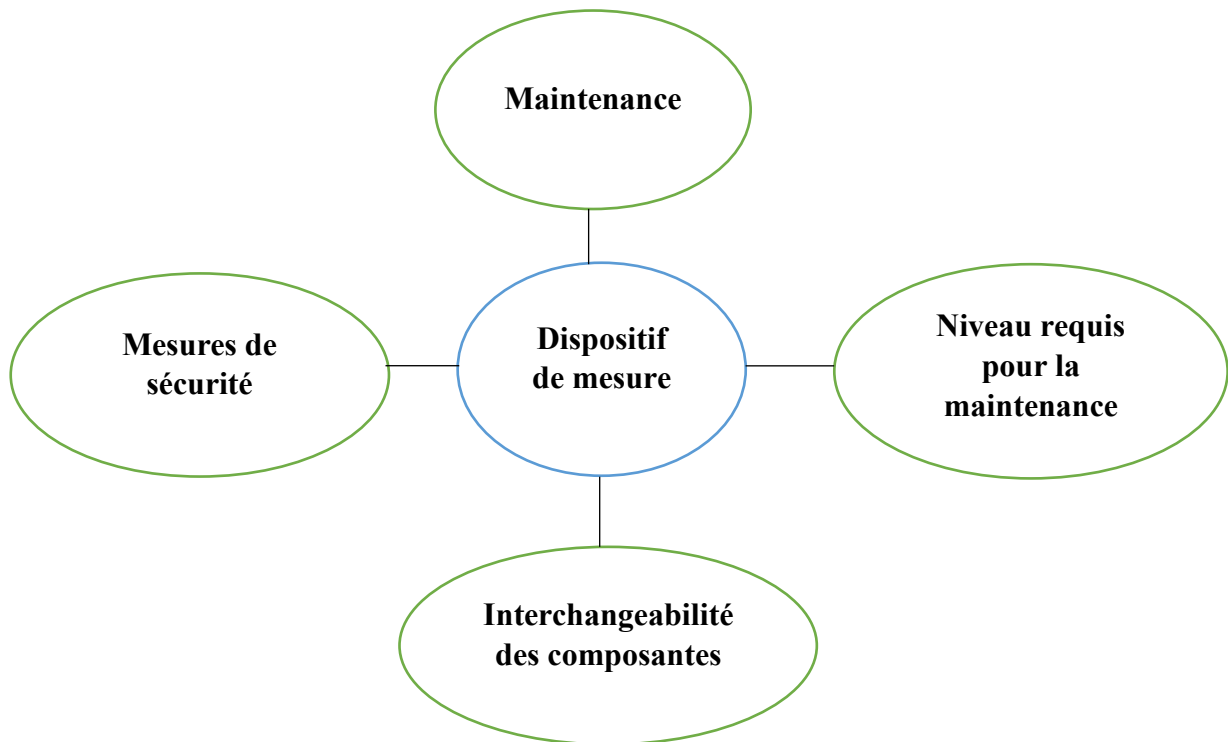 Maintenance
Mesures de
sécurité
Dispositif
de mesure
Niveau requis
pour la
maintenance
Interchangeabilité
des composantes